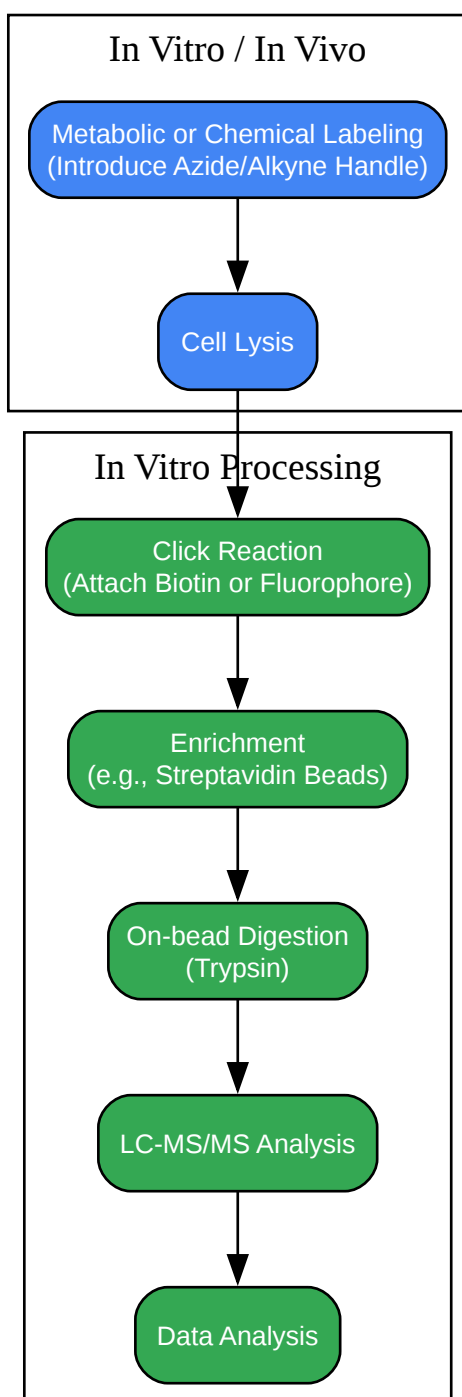 In Vitro / In Vivo
Metabolic or Chemical Labeling
(Introduce Azide/Alkyne Handle)
Cell Lysis
In Vitro Processing
Click Reaction
(Attach Biotin or Fluorophore)
Enrichment
(e.g., Streptavidin Beads)
On-bead Digestion
(Trypsin)
LC-MS/MS Analysis
Data Analysis